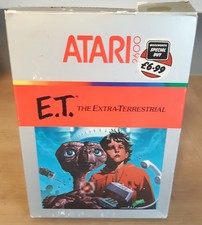 ATARI
2600
SPECIAL
BUY
£6.99
E.T.
THE EXTRA-TERRESTRIAL